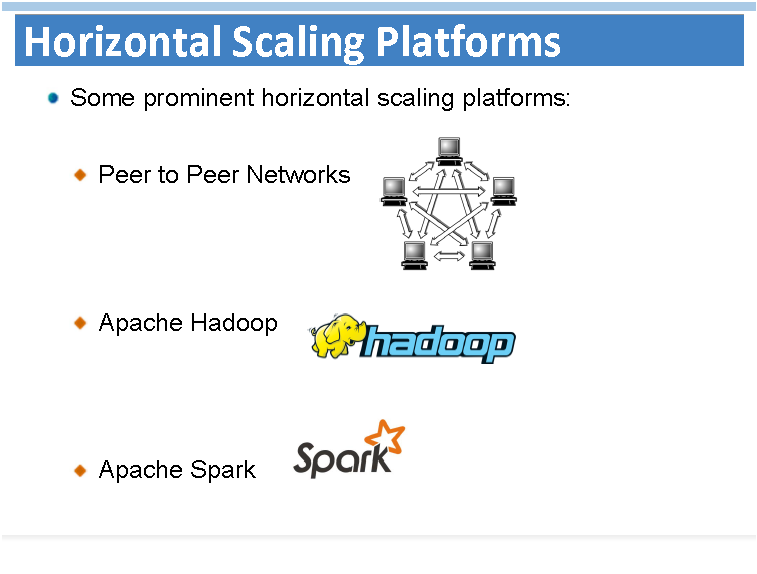 Horizontal Scaling Platforms
Some prominent horizontal scaling platforms:
Peer to Peer Networks
Apache Hadoop
hadoop
Apache Spark
Spark